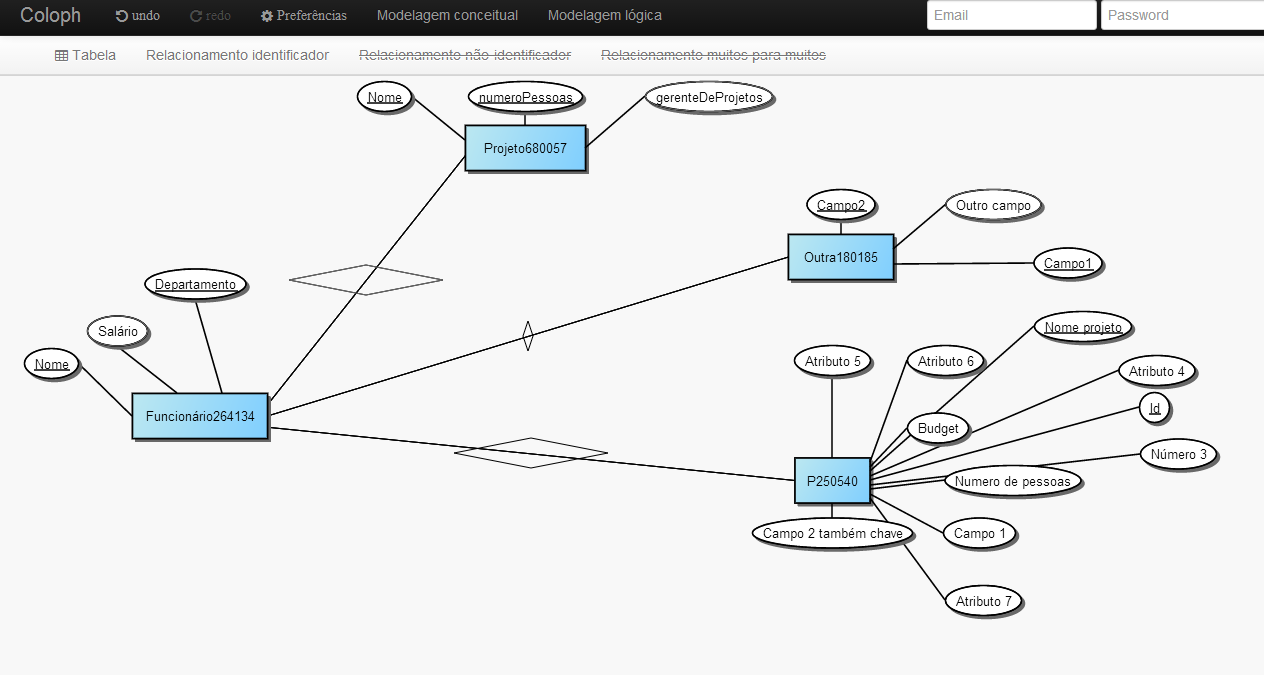 Coloph undo redo Preferências Modelagem conceitual Modelagem lógica Email Password
Tabela Relacionamento identificador Relacionamento não identificador Relacionamento muitos para muitos
Nome numeroPessoas gerenteDeProjetos
Projeto680057
Campo2 Outro campo
Outra180185 Campo1
Departamento
Salário Nome projeto
Nome Atributo 5 Atributo 6 Atributo 4
Funcionário264134 Id
Budget
Número 3
P250540 Numero de pessoas
Campo 2 também chave Campo 1
Atributo 7